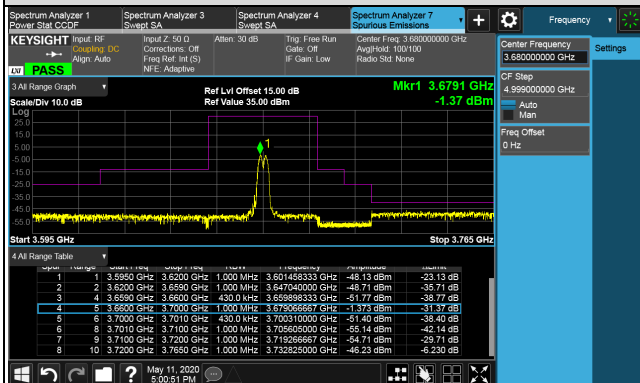 Spectrum Analyzer 1 Spectrum Analyzer 3 Spectrum Analyzer 4 Spectrum Analyzer 7 Frequency
Power Stat CCDF Swept SA Swept SA Spurious Emissions
KEYSIGHT Input: RF Input Z: 50 Ω Atten: 30 dB Trig: Free Run Center Freq: 3.680000000 GHz
Coupling: DC Corrections: Off Gate: Off Avg|Hold: 100/100
Align: Auto Freq Ref: Int (S) IF Gain: Low Radio Std: None
NFE: Adaptive
LXI PASS
Center Frequency Settings
3.680000000 GHz
CF Step
4.999000000 GHz
Auto
Man
Freq Offset
0 Hz
3 All Range Graph Ref Lvl Offset 15.00 dB Mkr1 3.6791 GHz
Scale/Div 10.0 dB Ref Value 35.00 dBm -1.37 dBm
Log
25.0
15.0
5.00
-5.00
-15.0
-25.0
-35.0
-45.0
-55.0
1
Start 3.595 GHz Stop 3.765 GHz
4 All Range Table
Spur Range Start Freq Stop Freq RBW Frequency Amplitude ΔLimit
1 1 3.5950 GHz 3.6200 GHz 1.000 MHz 3.601458333 GHz -48.13 dBm -23.13 dB
2 2 3.6200 GHz 3.6590 GHz 1.000 MHz 3.647040000 GHz -48.71 dBm -35.71 dB
3 4 3.6590 GHz 3.6600 GHz 430.0 kHz 3.659898333 GHz -51.77 dBm -38.77 dB
4 5 3.6600 GHz 3.7000 GHz 1.000 MHz 3.679066667 GHz -1.373 dBm -31.37 dB
5 6 3.7000 GHz 3.7010 GHz 430.0 kHz 3.700310000 GHz -51.40 dBm -38.40 dB
6 8 3.7010 GHz 3.7100 GHz 1.000 MHz 3.705605000 GHz -55.14 dBm -42.14 dB
7 9 3.7100 GHz 3.7200 GHz 1.000 MHz 3.719266667 GHz -54.71 dBm -29.71 dB
8 10 3.7200 GHz 3.7650 GHz 1.000 MHz 3.732825000 GHz -46.23 dBm -6.230 dB
May 11, 2020
5:00:51 PM